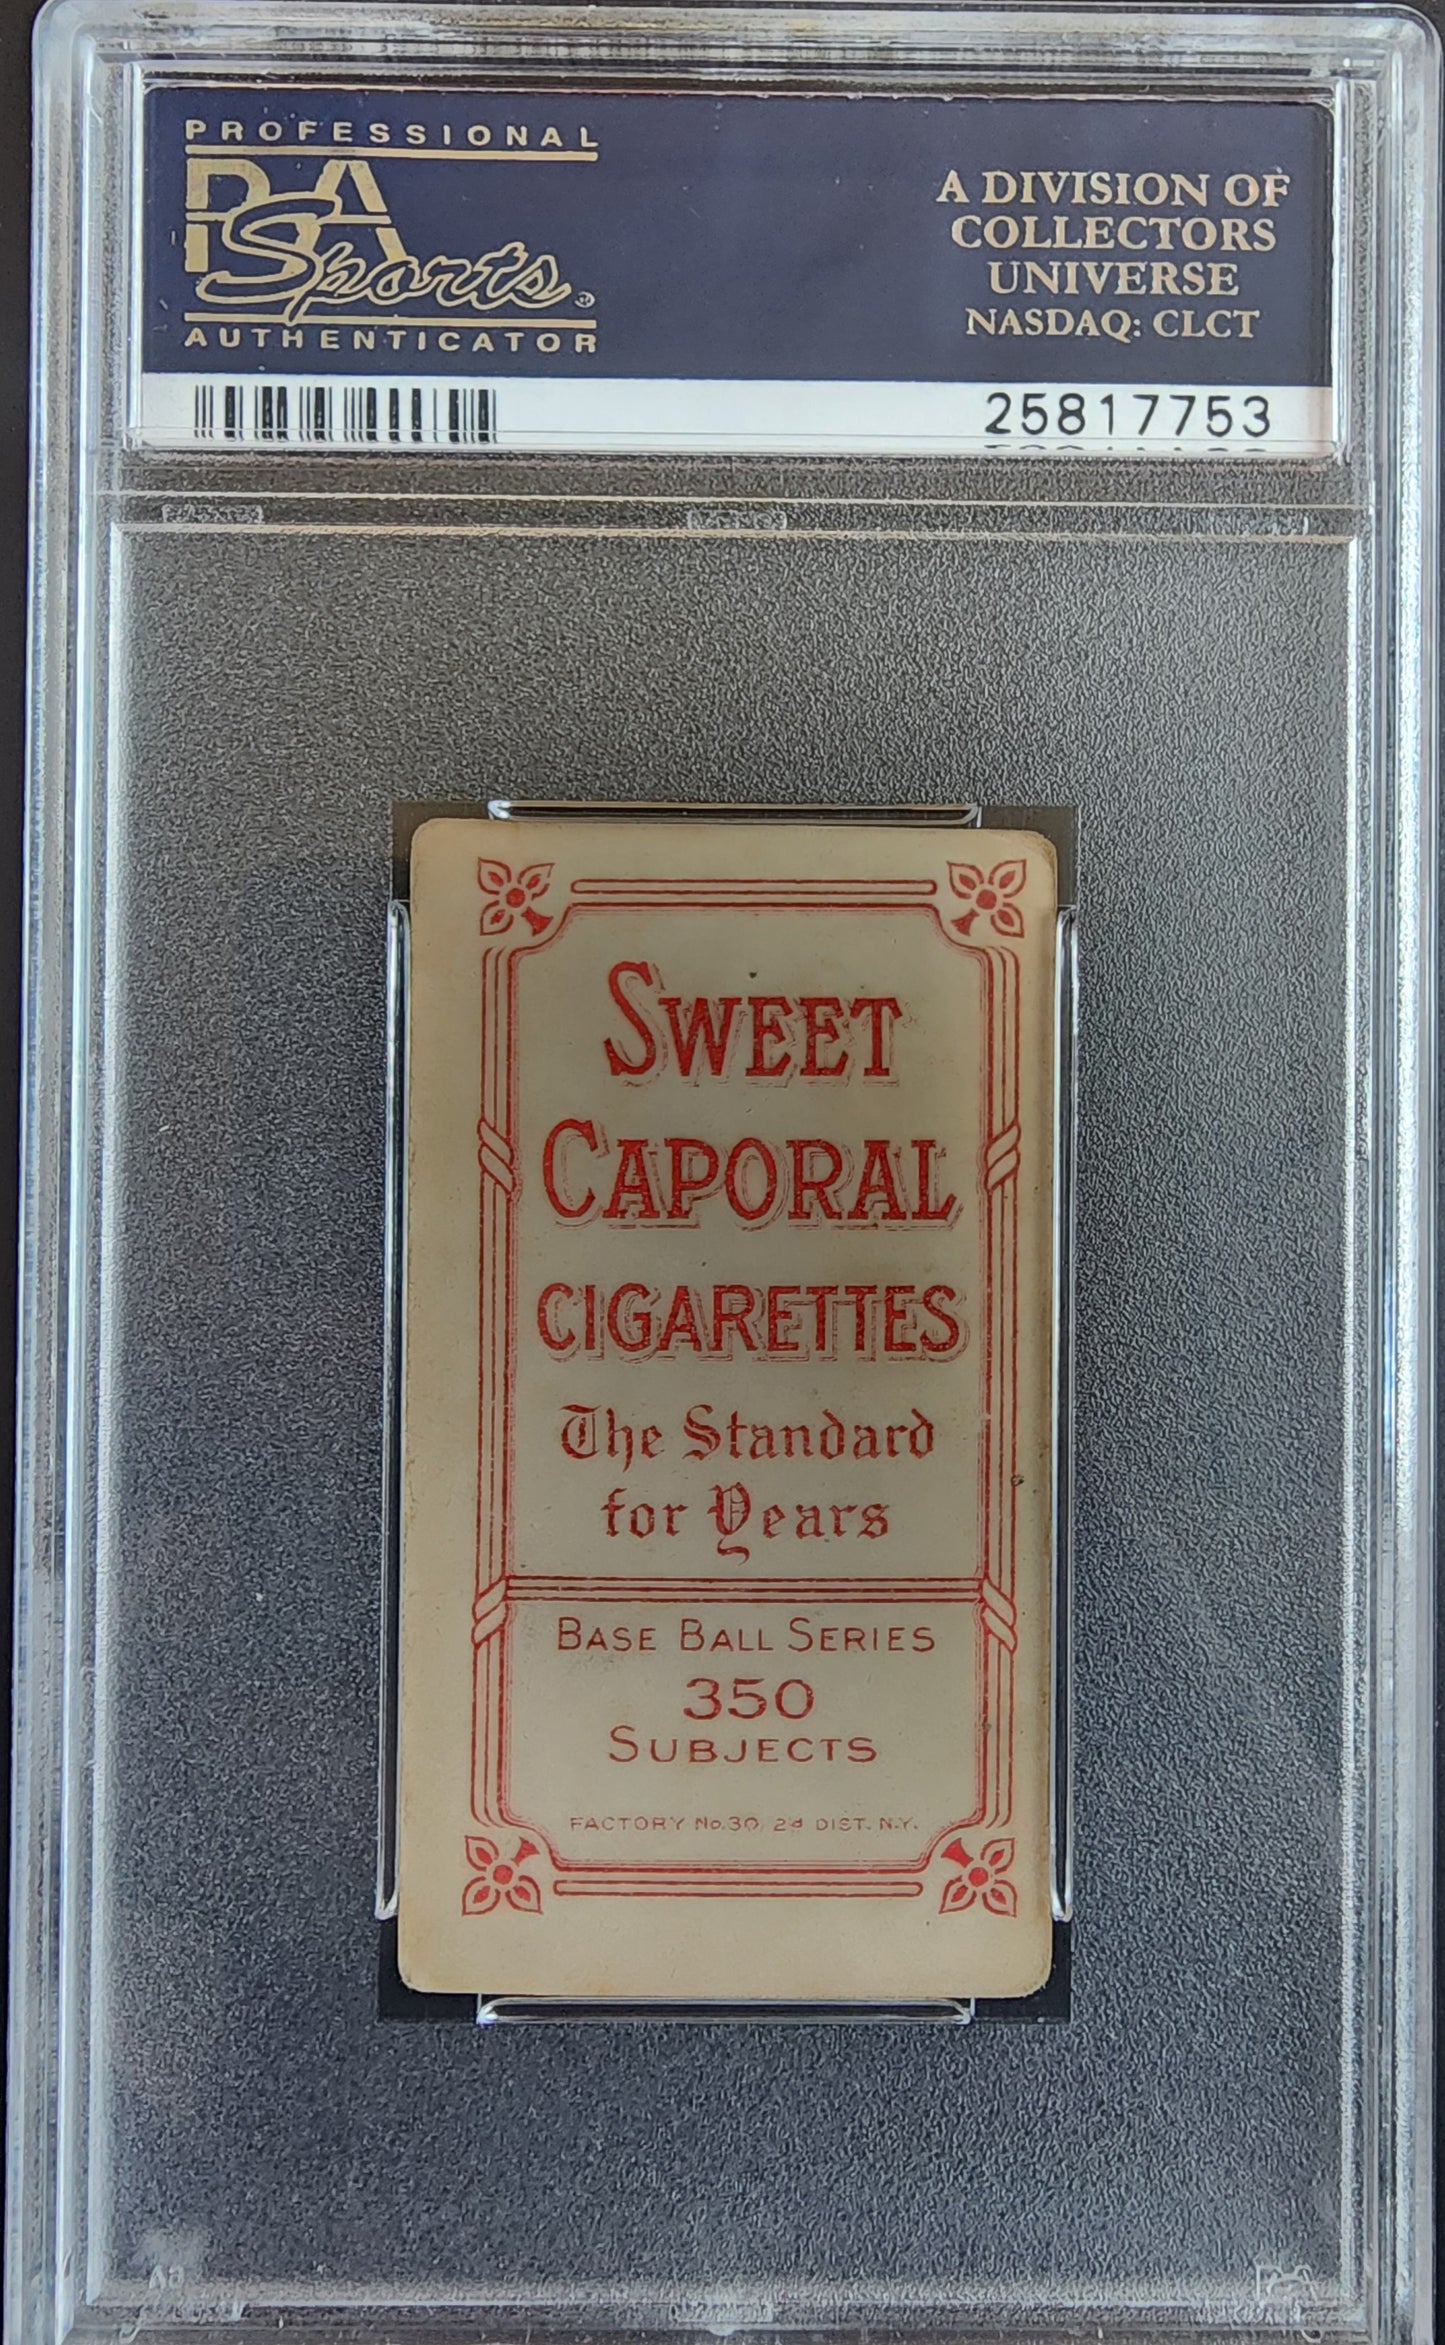 PROFESSIONAL
PSA
Sports
AUTHENTICATOR
A DIVISION OF
COLLECTORS
UNIVERSE
NASDAQ: CLCT
25817753
SWEET
CAPORAL
CIGARETTES
The Standard
for Years
BASE BALL SERIES
350
SUBJECTS
FACTORY No. 30, 2d DIST. N.Y.